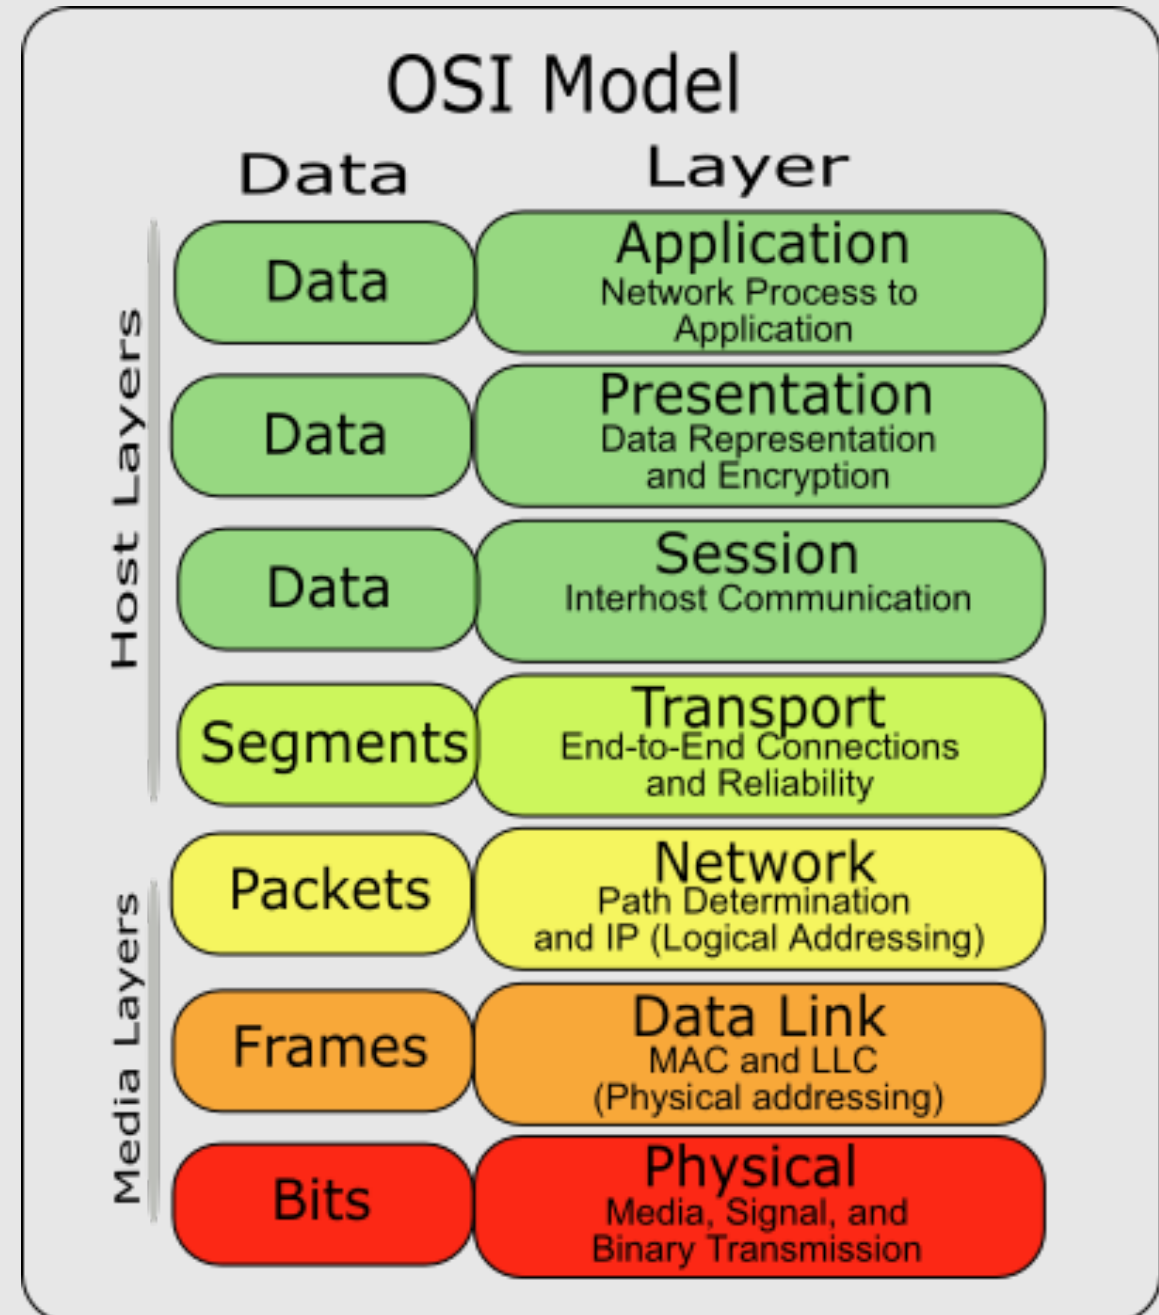 OSI Model
Data
Layer
Host Layers
Data
Application
Network Process to
Application
Data
Presentation
Data Representation
and Encryption
Data
Session
Interhost Communication
Segments
Transport
End-to-End Connections
and Reliability
Media Layers
Packets
Network
Path Determination
and IP (Logical Addressing)
Frames
Data Link
MAC and LLC
(Physical addressing)
Bits
Physical
Media, Signal, and
Binary Transmission